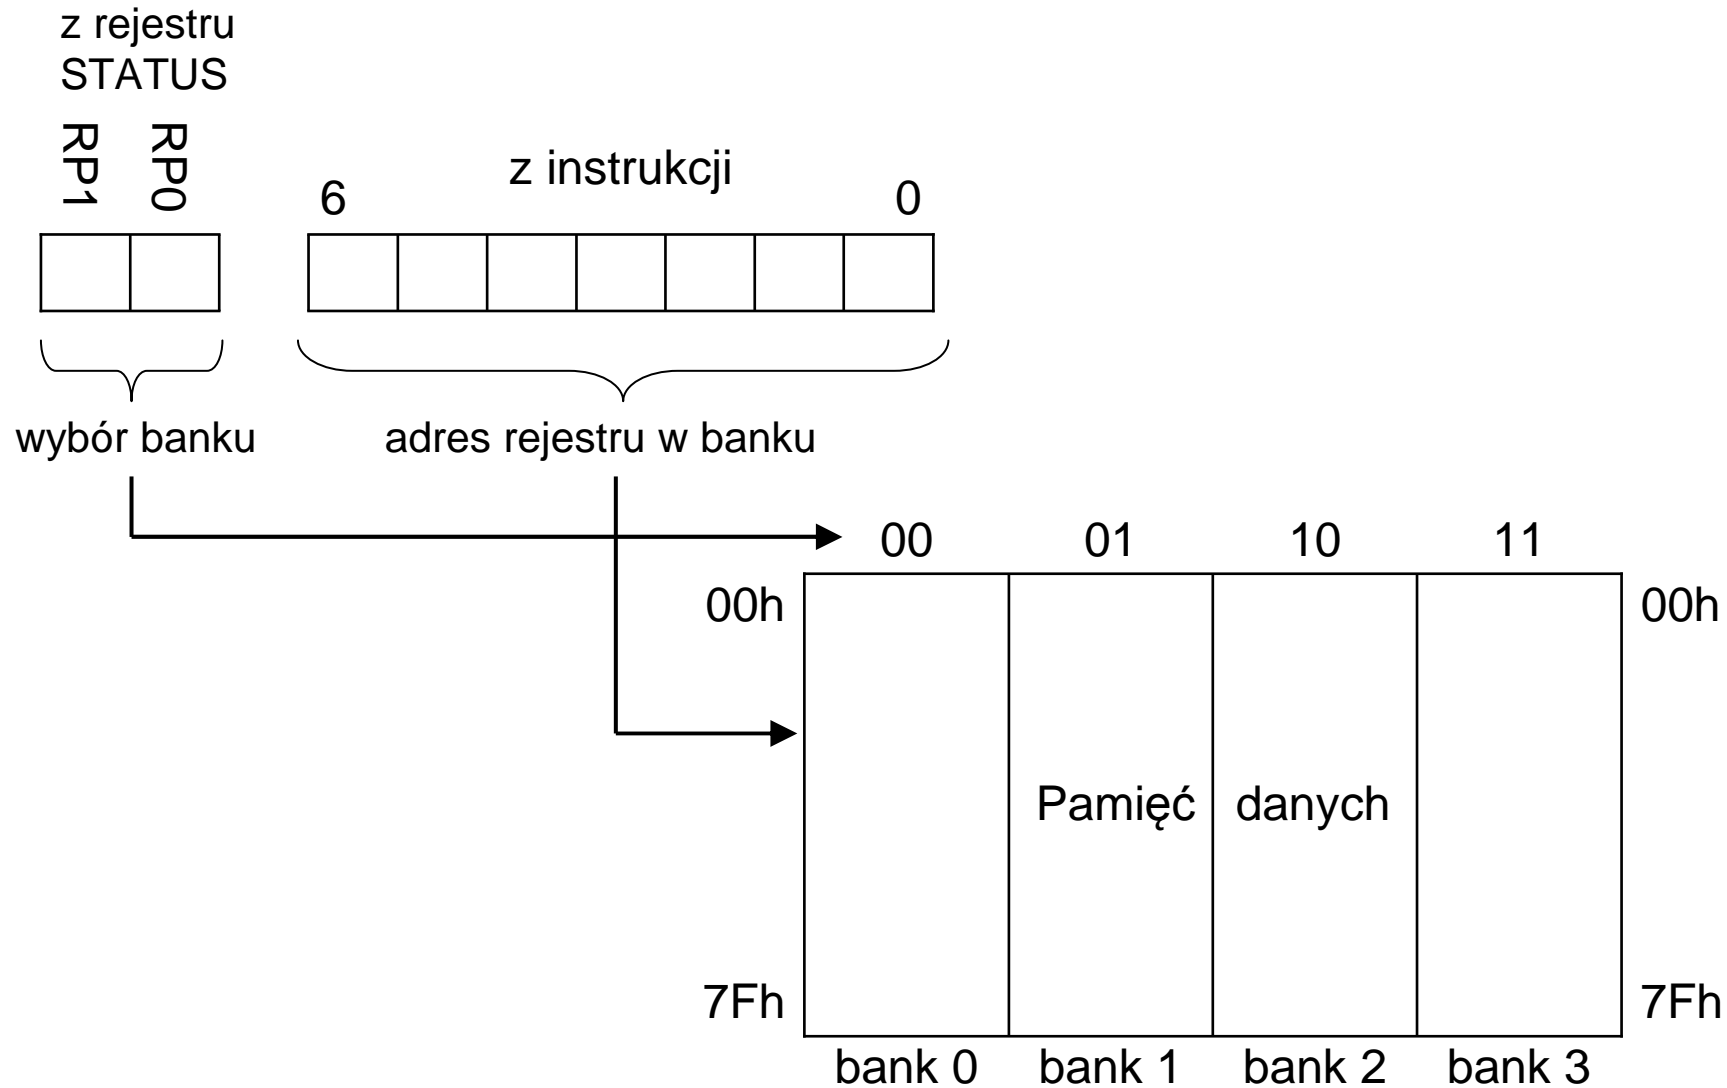 z rejestru
STATUS
RP1 RP0
z instrukcji
6 0
wybór banku adres rejestru w banku
00 01 10 11
00h 00h
Pamięć danych
7Fh 7Fh
bank 0 bank 1 bank 2 bank 3